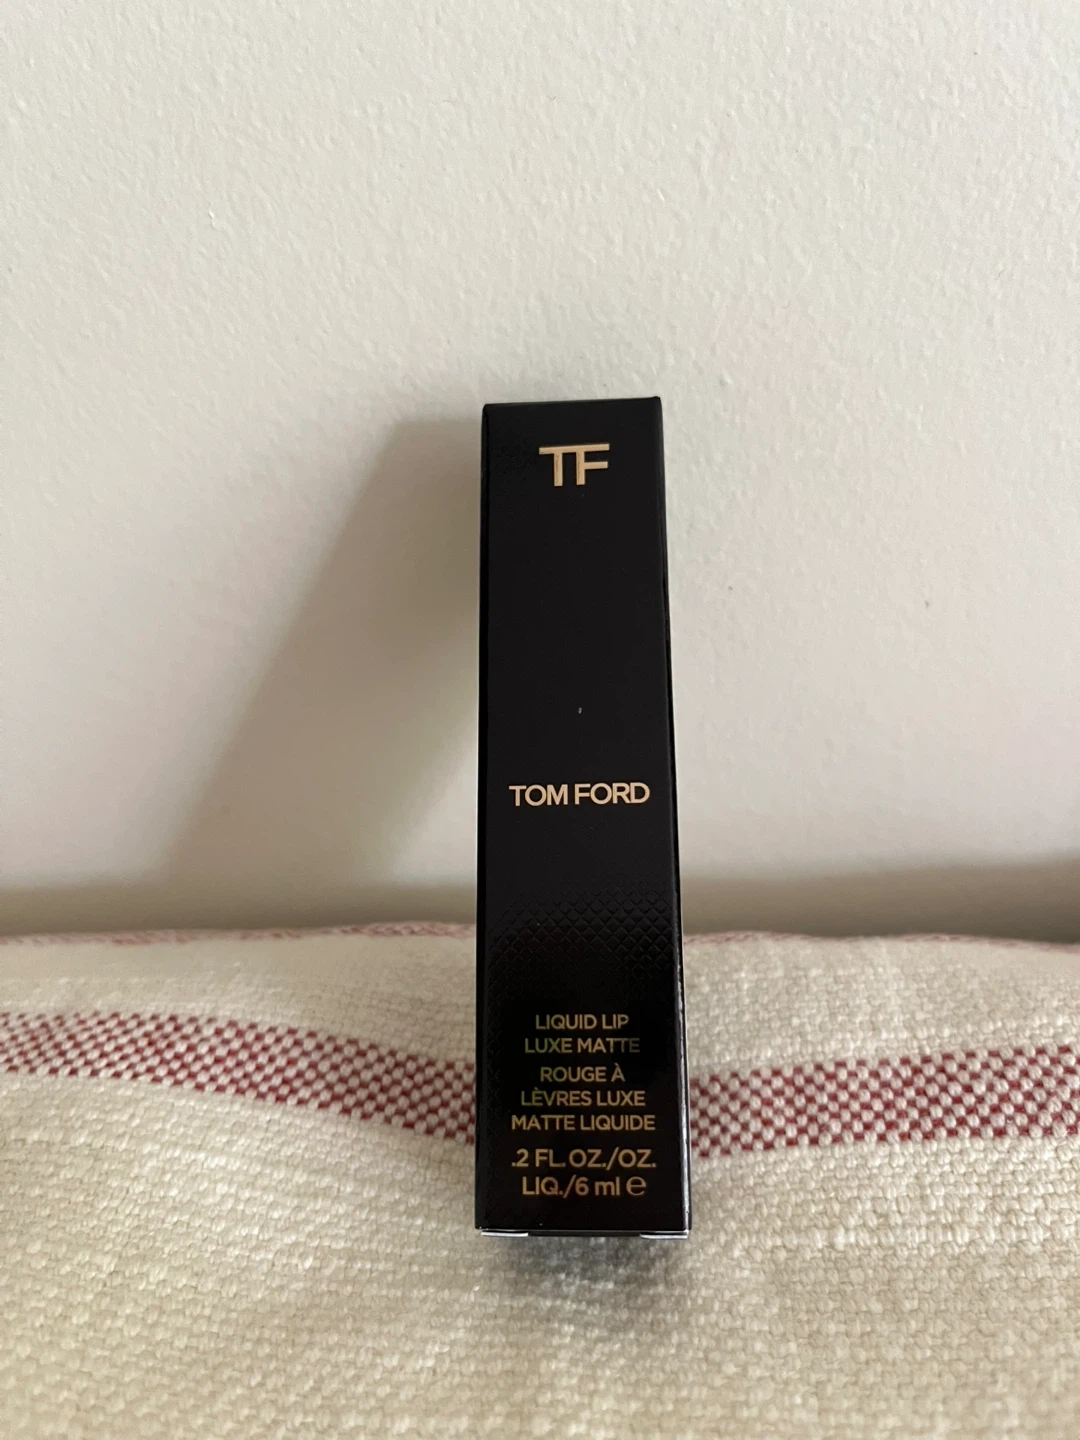 TF
TOM FORD
LIQUID LIP
LUXE MATTE
ROUGE À
LÈVRES LUXE
MATTE LIQUIDE
.2 FL. OZ./OZ.
LIQ./6 ml ℮